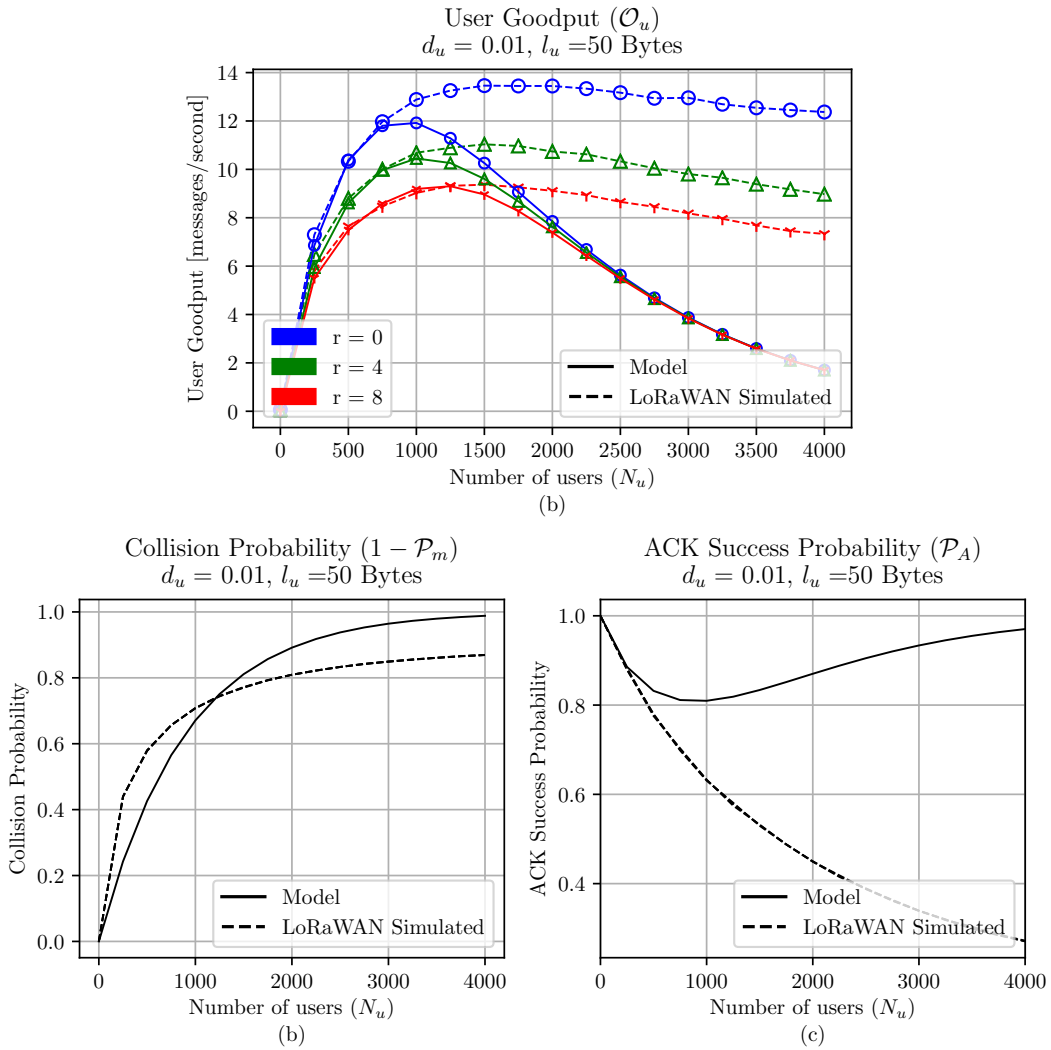 User Goodput (𝒪ᵤ)
dᵤ = 0.01, lᵤ =50 Bytes
User Goodput [messages/second]
14
12
10
8
6
4
2
0
r = 0
r = 4
r = 8
Model
LoRaWAN Simulated
0 500 1000 1500 2000 2500 3000 3500 4000
Number of users (Nᵤ)
(b)
Collision Probability (1 − 𝒫ₘ)
dᵤ = 0.01, lᵤ =50 Bytes
Collision Probability
1.0
0.8
0.6
0.4
0.2
0.0
Model
LoRaWAN Simulated
0 1000 2000 3000 4000
Number of users (Nᵤ)
(b)
ACK Success Probability (𝒫_A)
dᵤ = 0.01, lᵤ =50 Bytes
ACK Success Probability
1.0
0.8
0.6
0.4
Model
LoRaWAN Simulated
0 1000 2000 3000 4000
Number of users (Nᵤ)
(c)